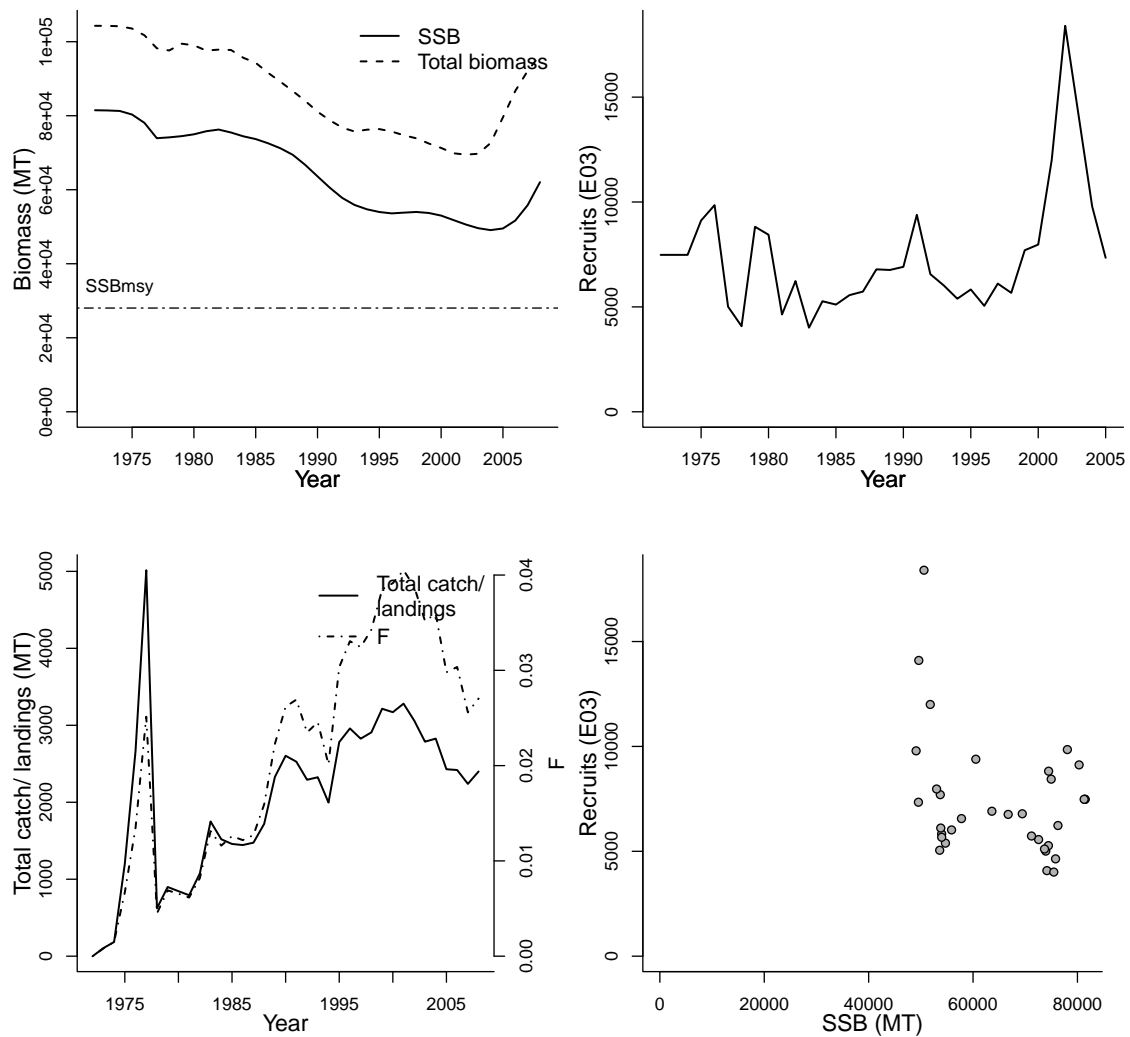 Biomass (MT)
0e+00
2e+04
4e+04
6e+04
8e+04
1e+05
SSB
Total biomass
SSBmsy
1975 1980 1985 1990 1995 2000 2005
Year
Recruits (E03)
0
5000
10000
15000
1975 1980 1985 1990 1995 2000 2005
Year
Total catch/ landings (MT)
0
1000
2000
3000
4000
5000
Total catch/
landings
F
0.00
0.01
0.02
0.03
0.04
F
1975 1985 1995 2005
Year
Recruits (E03)
0
5000
10000
15000
0 20000 40000 60000 80000
SSB (MT)